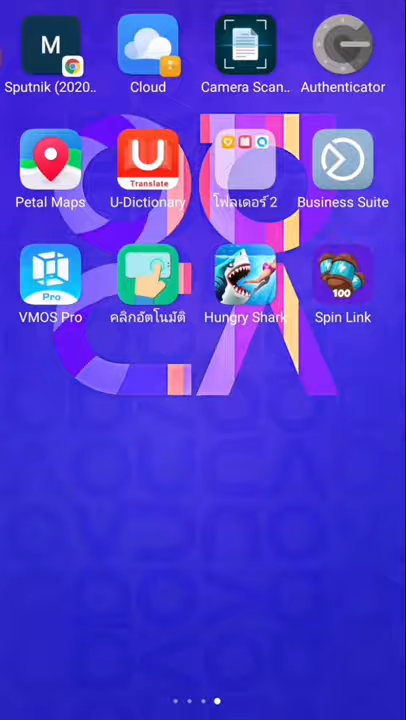 M
Sputnik (2020..
Cloud
Camera Scan..
Authenticator
Petal Maps
U
Translate
U-Dictionary
โฟลเดอร์ 2
Business Suite
Pro
VMOS Pro
คลิกอัตโนมัติ
Hungry Shark
100
Spin Link